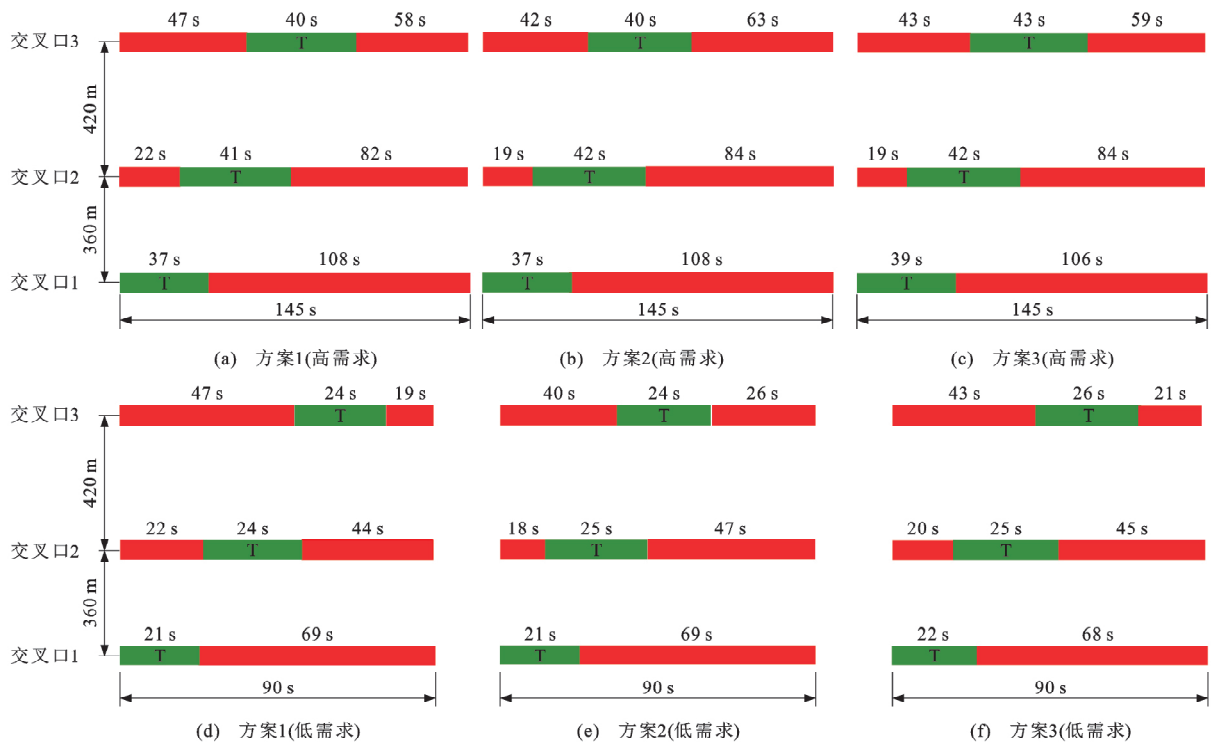 47 s 40 s 58 s 42 s 40 s 63 s 43 s 43 s 59 s
交叉口3 T T T
420 m
22 s 41 s 82 s 19 s 42 s 84 s 19 s 42 s 84 s
交叉口2 T T T
360 m
37 s 108 s 37 s 108 s 39 s 106 s
交叉口1 T T T
145 s 145 s 145 s
(a) 方案1(高需求) (b) 方案2(高需求) (c) 方案3(高需求)
47 s 24 s 19 s 40 s 24 s 26 s 43 s 26 s 21 s
交叉口3 T T T
420 m
22 s 24 s 44 s 18 s 25 s 47 s 20 s 25 s 45 s
交叉口2 T T T
360 m
21 s 69 s 21 s 69 s 22 s 68 s
交叉口1 T T T
90 s 90 s 90 s
(d) 方案1(低需求) (e) 方案2(低需求) (f) 方案3(低需求)